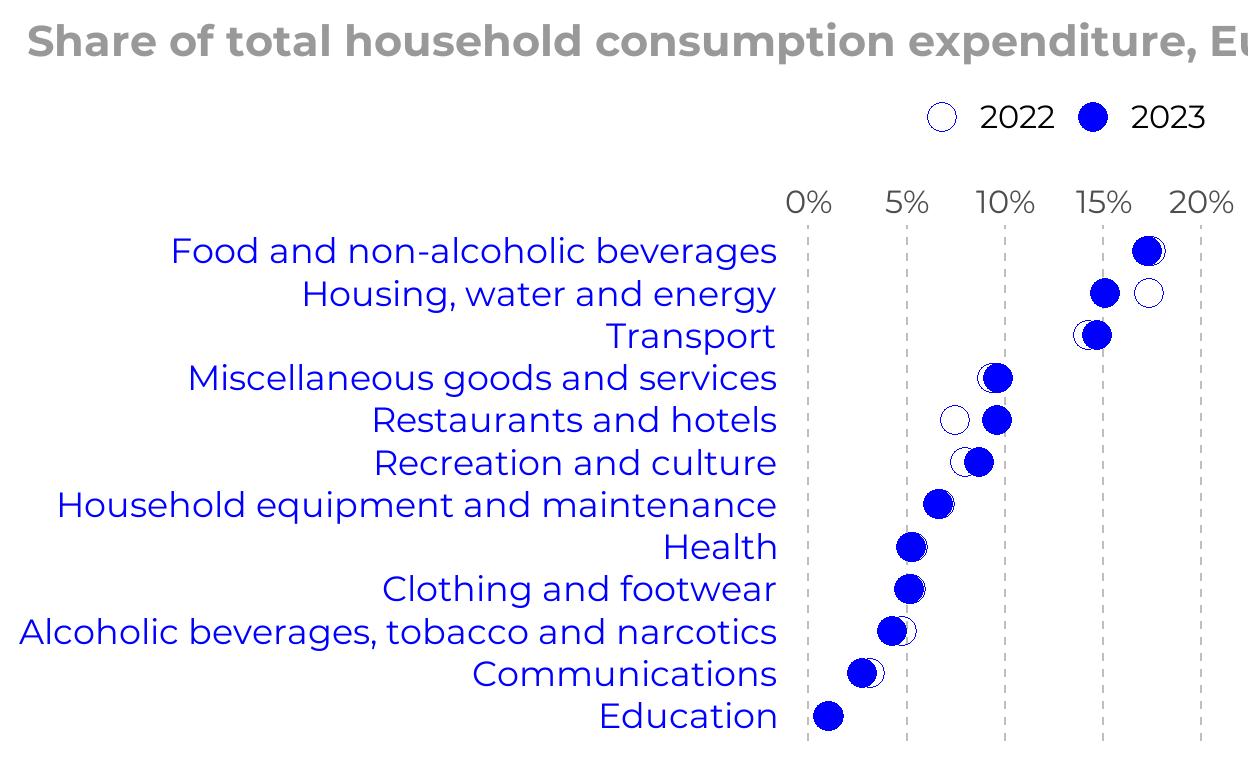 Share of total household consumption expenditure, Eu
2022 2023
0% 5% 10% 15% 20%
Food and non-alcoholic beverages
Housing, water and energy
Transport
Miscellaneous goods and services
Restaurants and hotels
Recreation and culture
Household equipment and maintenance
Health
Clothing and footwear
Alcoholic beverages, tobacco and narcotics
Communications
Education